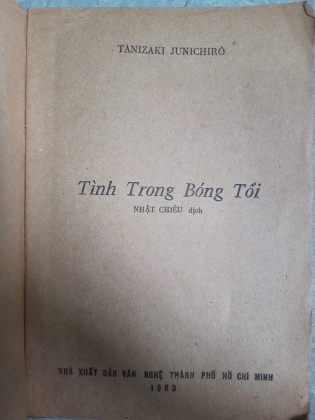 TANIZAKI JUNICHIRÔ
Tình Trong Bóng Tối
NHẬT CHIÊU dịch
NHÀ XUẤT BẢN VĂN NGHỆ THÀNH PHỐ HỒ CHÍ MINH
1989